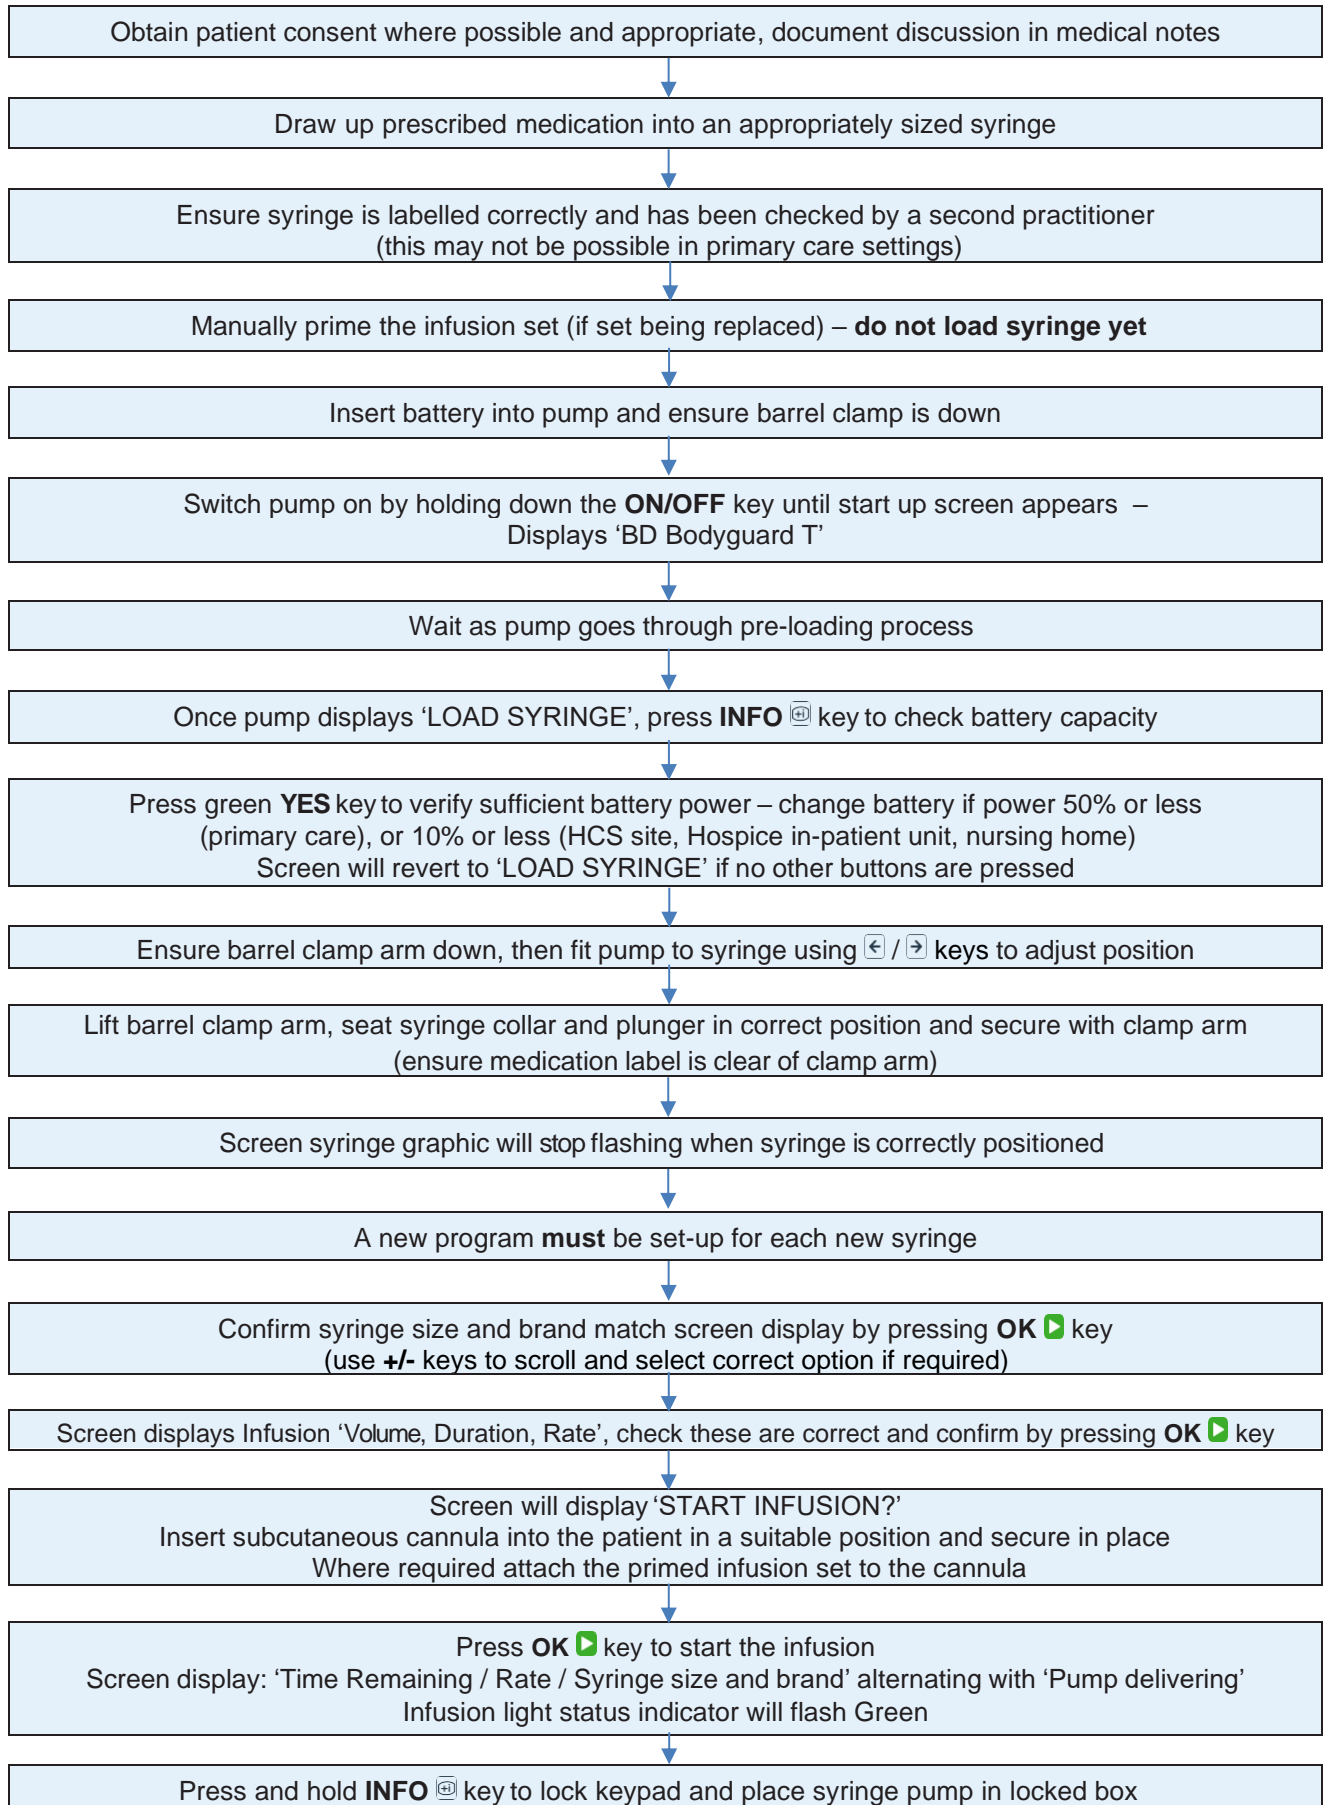 Obtain patient consent where possible and appropriate, document discussion in medical notes
Draw up prescribed medication into an appropriately sized syringe
Ensure syringe is labelled correctly and has been checked by a second practitioner
(this may not be possible in primary care settings)
Manually prime the infusion set (if set being replaced) – do not load syringe yet
Insert battery into pump and ensure barrel clamp is down
Switch pump on by holding down the ON/OFF key until start up screen appears –
Displays ‘BD Bodyguard T’
Wait as pump goes through pre-loading process
Once pump displays ‘LOAD SYRINGE’, press INFO key to check battery capacity
Press green YES key to verify sufficient battery power – change battery if power 50% or less
(primary care), or 10% or less (HCS site, Hospice in-patient unit, nursing home)
Screen will revert to ‘LOAD SYRINGE’ if no other buttons are pressed
Ensure barrel clamp arm down, then fit pump to syringe using ← / → keys to adjust position
Lift barrel clamp arm, seat syringe collar and plunger in correct position and secure with clamp arm
(ensure medication label is clear of clamp arm)
Screen syringe graphic will stop flashing when syringe is correctly positioned
A new program must be set-up for each new syringe
Confirm syringe size and brand match screen display by pressing OK key
(use +/- keys to scroll and select correct option if required)
Screen displays Infusion ‘Volume, Duration, Rate’, check these are correct and confirm by pressing OK key
Screen will display ‘START INFUSION?’
Insert subcutaneous cannula into the patient in a suitable position and secure in place
Where required attach the primed infusion set to the cannula
Press OK key to start the infusion
Screen display: ‘Time Remaining / Rate / Syringe size and brand’ alternating with ‘Pump delivering’
Infusion light status indicator will flash Green
Press and hold INFO key to lock keypad and place syringe pump in locked box